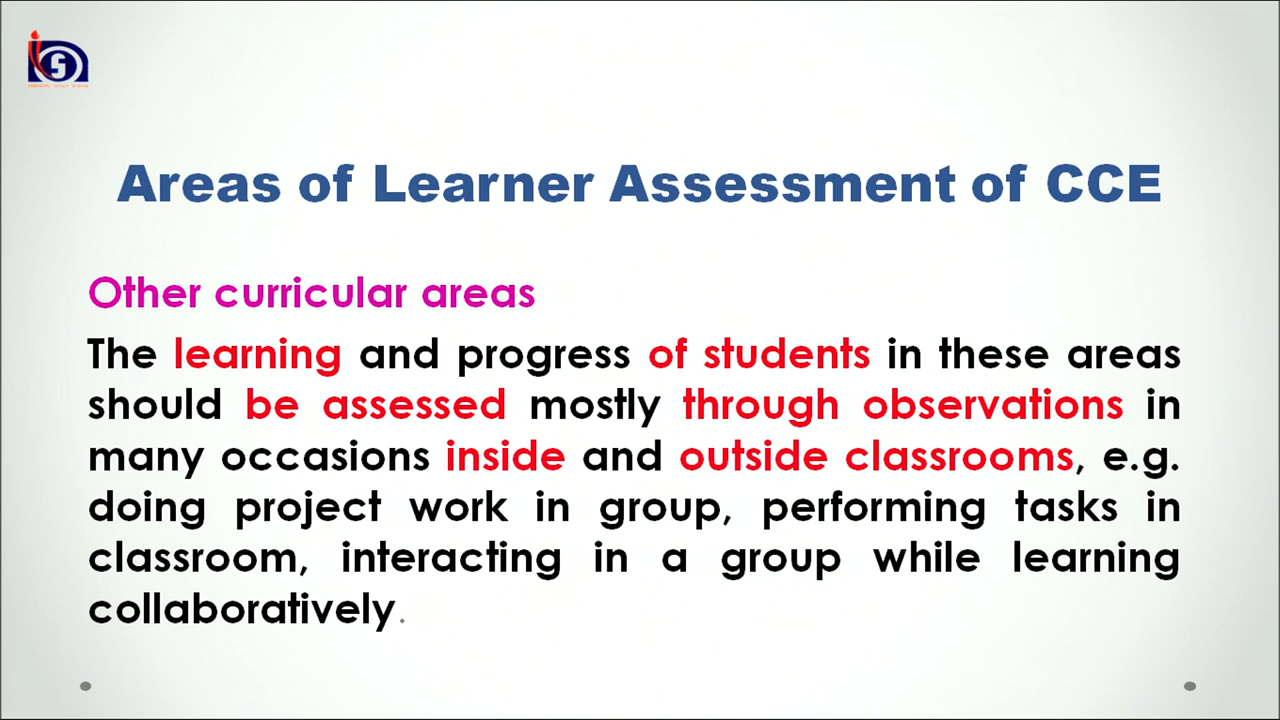 Areas of Learner Assessment of CCE
Other curricular areas
The learning and progress of students in these areas
should be assessed mostly through observations in
many occasions inside and outside classrooms, e.g.
doing project work in group, performing tasks in
classroom, interacting in a group while learning
collaboratively.